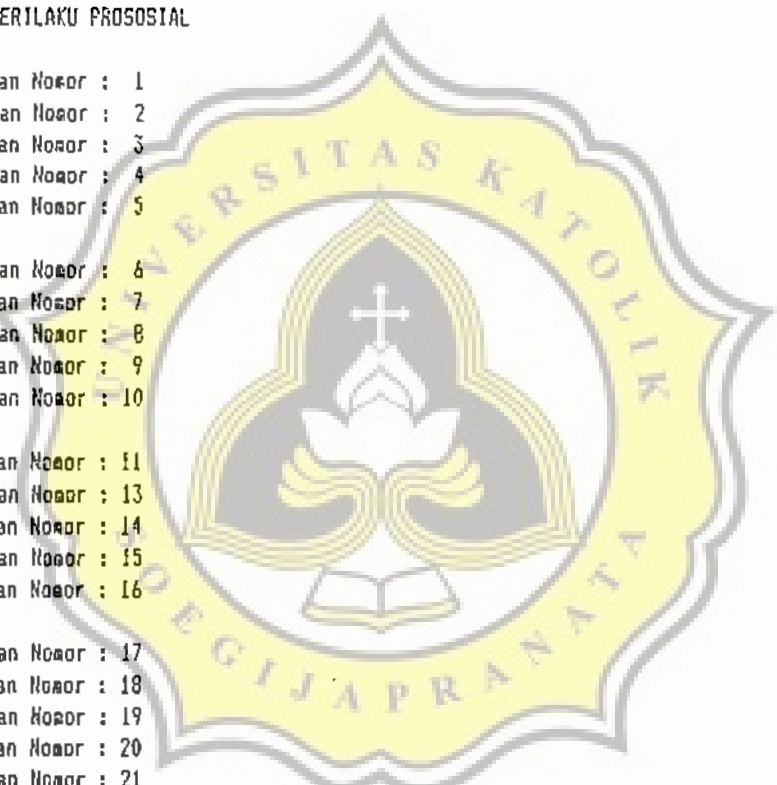 ERILAKU PROSOSIAL
an Nomor : 1
an Nomor : 2
an Nomor : 3
an Nomor : 4
an Nomor : 5
an Nomor : 6
an Nomor : 7
an Nomor : 8
an Nomor : 9
an Nomor : 10
an Nomor : 11
an Nomor : 13
an Nomor : 14
an Nomor : 15
an Nomor : 16
an Nomor : 17
an Nomor : 18
an Nomor : 19
an Nomor : 20
an Nomor : 21
UNIVERSITAS KATOLIK
SOEGIJAPRANATA